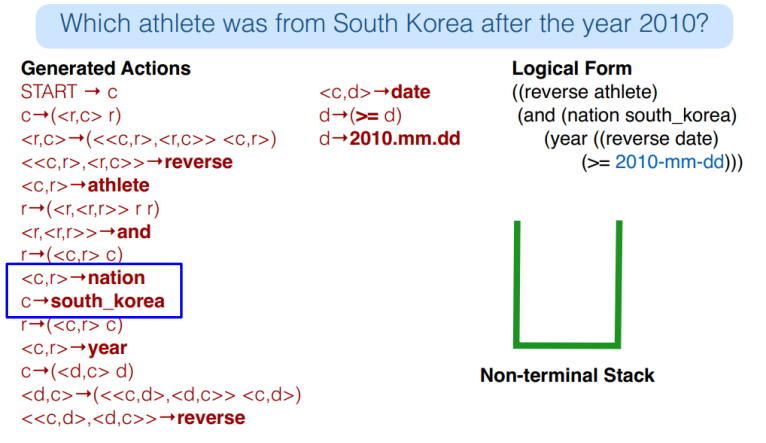 Which athlete was from South Korea after the year 2010?
Generated Actions
START → c
c→(<r,c> r)
<r,c>→(<<c,r>,<r,c>> <c,r>)
<<c,r>,<r,c>>→reverse
<c,r>→athlete
r→(<r,<r,r>> r r)
<r,<r,r>>→and
r→(<c,r> c)
<c,r>→nation
c→south_korea
r→(<c,r> c)
<c,r>→year
c→(<d,c> d)
<d,c>→(<<c,d>,<d,c>> <c,d>)
<<c,d>,<d,c>>→reverse
<c,d>→date
d→(>= d)
d→2010.mm.dd
Logical Form
((reverse athlete)
(and (nation south_korea)
(year ((reverse date)
(>= 2010-mm-dd)))
Non-terminal Stack